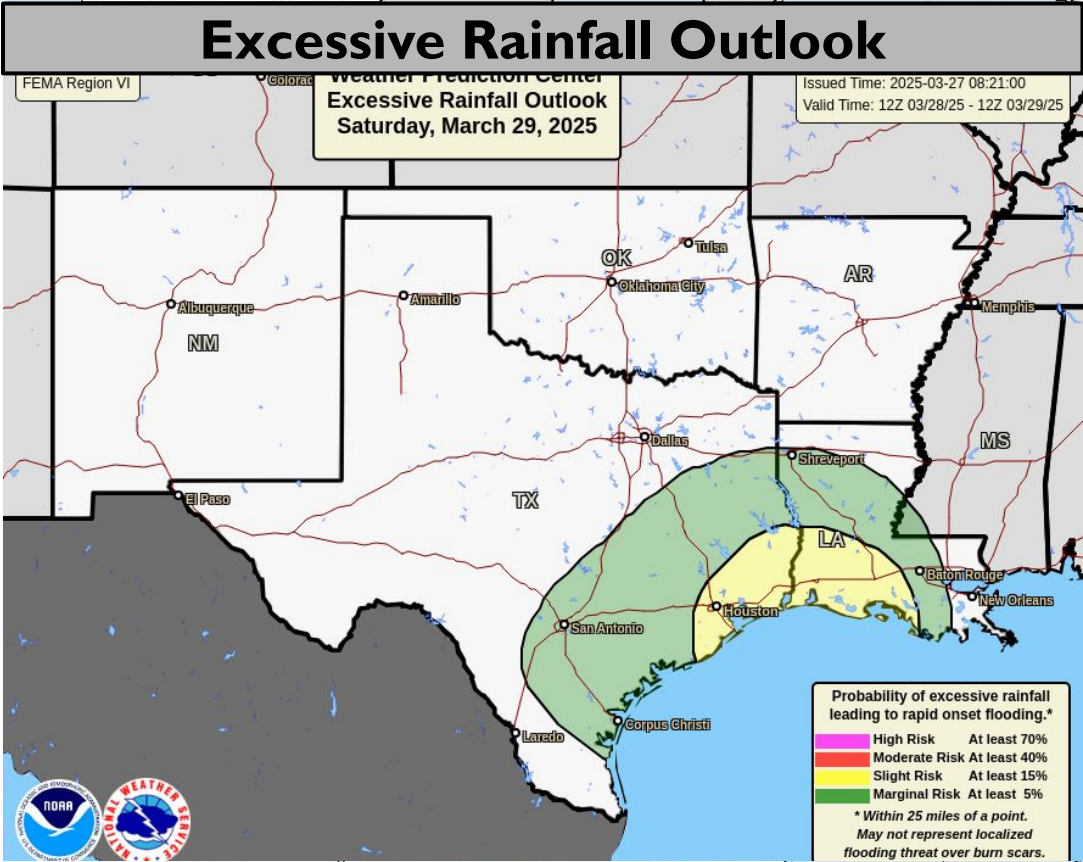 Excessive Rainfall Outlook
FEMA Region VI
Weather Prediction Center
Excessive Rainfall Outlook
Saturday, March 29, 2025
Issued Time: 2025-03-27 08:21:00
Valid Time: 12Z 03/28/25 - 12Z 03/29/25
Colorad
Tulsa
OK
Oklahoma City
AR
Albuquerque
Amarillo
Memphis
NM
Dallas
MS
Shreveport
El Paso
TX
LA
Baton Rouge
New Orleans
Houston
San Antonio
Corpus Christi
Laredo
Probability of excessive rainfall
leading to rapid onset flooding.*
High Risk At least 70%
Moderate Risk At least 40%
Slight Risk At least 15%
Marginal Risk At least 5%
* Within 25 miles of a point.
May not represent localized
flooding threat over burn scars.
NOAA
NATIONAL WEATHER SERVICE